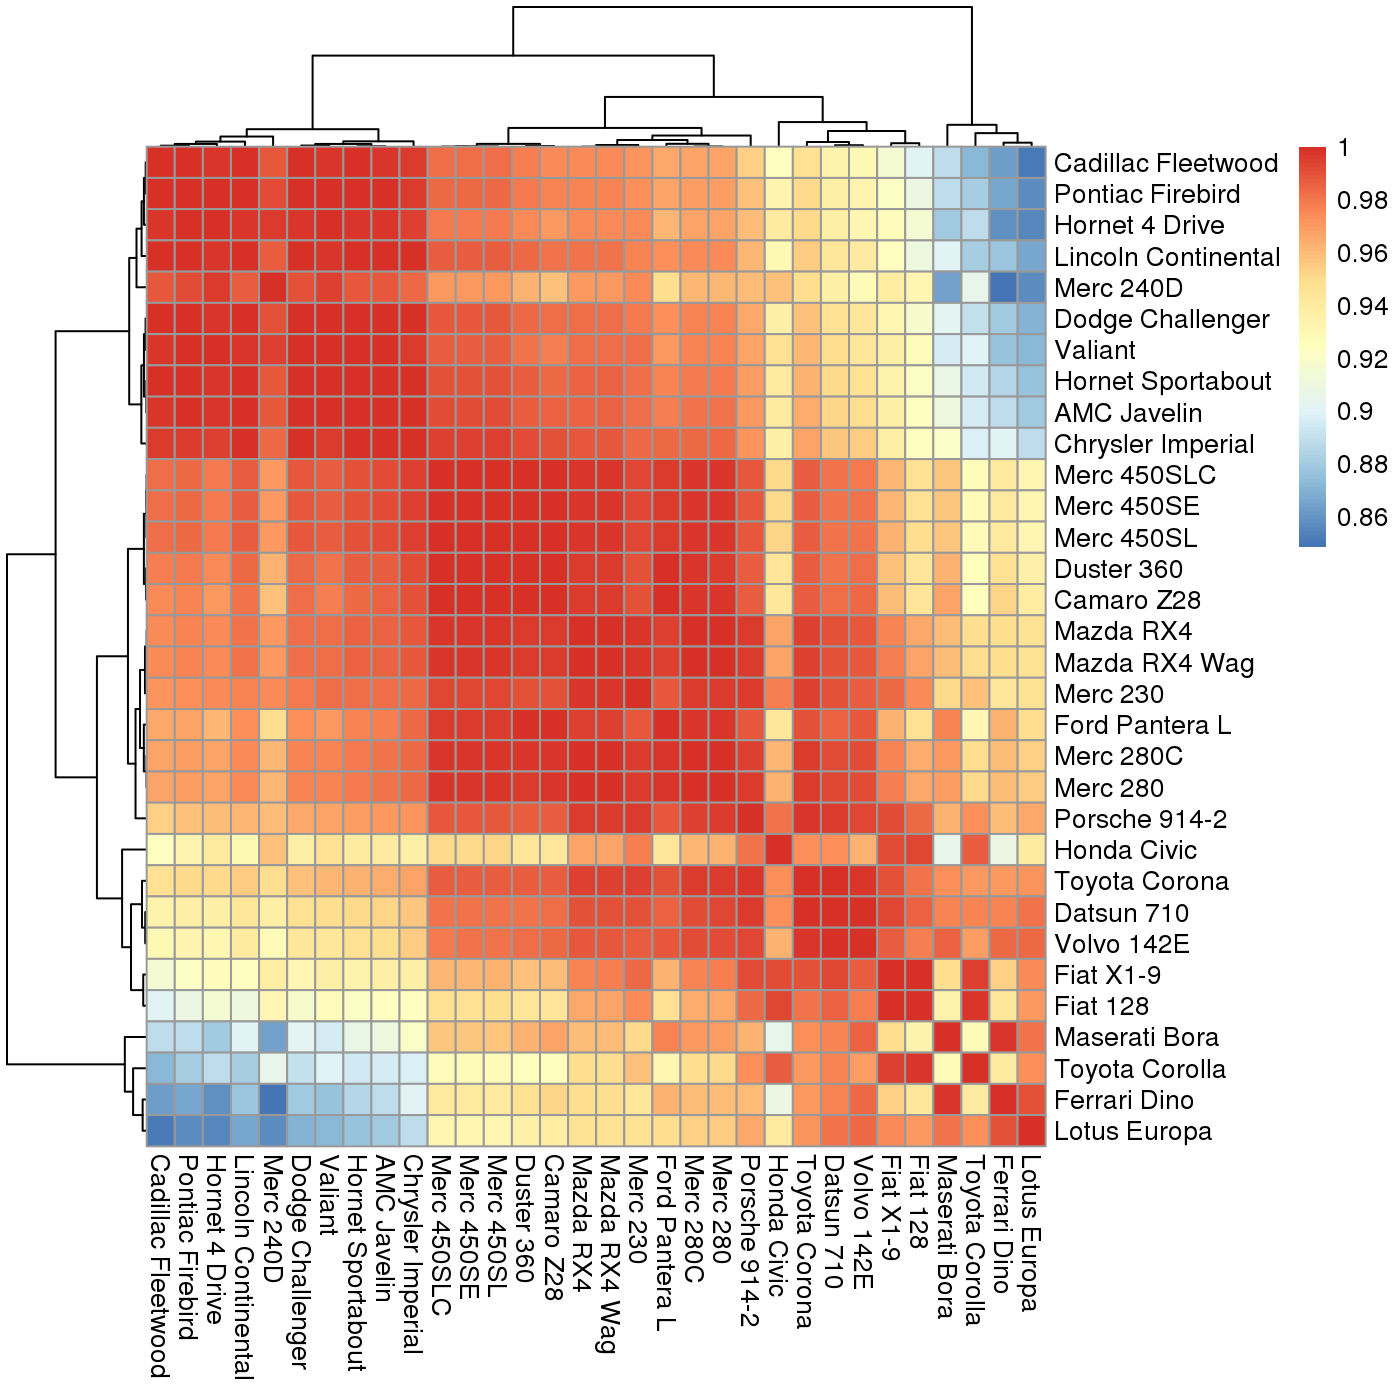 1
0.98
0.96
0.94
0.92
0.9
0.88
0.86
Cadillac Fleetwood
Pontiac Firebird
Hornet 4 Drive
Lincoln Continental
Merc 240D
Dodge Challenger
Valiant
Hornet Sportabout
AMC Javelin
Chrysler Imperial
Merc 450SLC
Merc 450SE
Merc 450SL
Duster 360
Camaro Z28
Mazda RX4
Mazda RX4 Wag
Merc 230
Ford Pantera L
Merc 280C
Merc 280
Porsche 914-2
Honda Civic
Toyota Corona
Datsun 710
Volvo 142E
Fiat X1-9
Fiat 128
Maserati Bora
Toyota Corolla
Ferrari Dino
Lotus Europa
Cadillac Fleetwood
Pontiac Firebird
Hornet 4 Drive
Lincoln Continental
Merc 240D
Dodge Challenger
Valiant
Hornet Sportabout
AMC Javelin
Chrysler Imperial
Merc 450SLC
Merc 450SE
Merc 450SL
Duster 360
Camaro Z28
Mazda RX4
Mazda RX4 Wag
Merc 230
Ford Pantera L
Merc 280C
Merc 280
Porsche 914-2
Honda Civic
Toyota Corona
Datsun 710
Volvo 142E
Fiat X1-9
Fiat 128
Maserati Bora
Toyota Corolla
Ferrari Dino
Lotus Europa